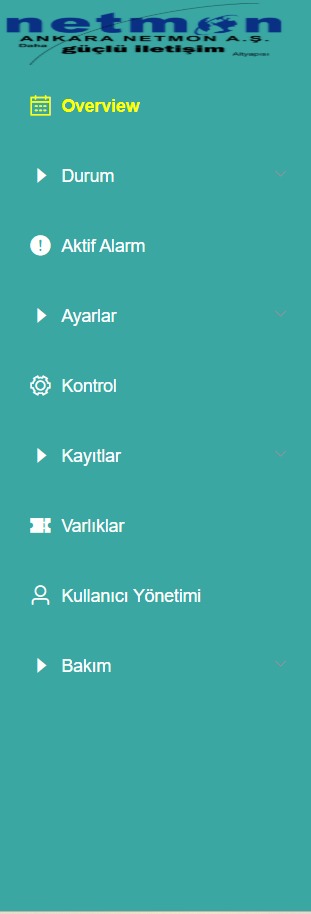 netmon
ANKARA NETMON A.Ş.
Daha
güçlü iletişim
Altyapısı
Overview
Durum
Aktif Alarm
Ayarlar
Kontrol
Kayıtlar
Varlıklar
Kullanıcı Yönetimi
Bakım